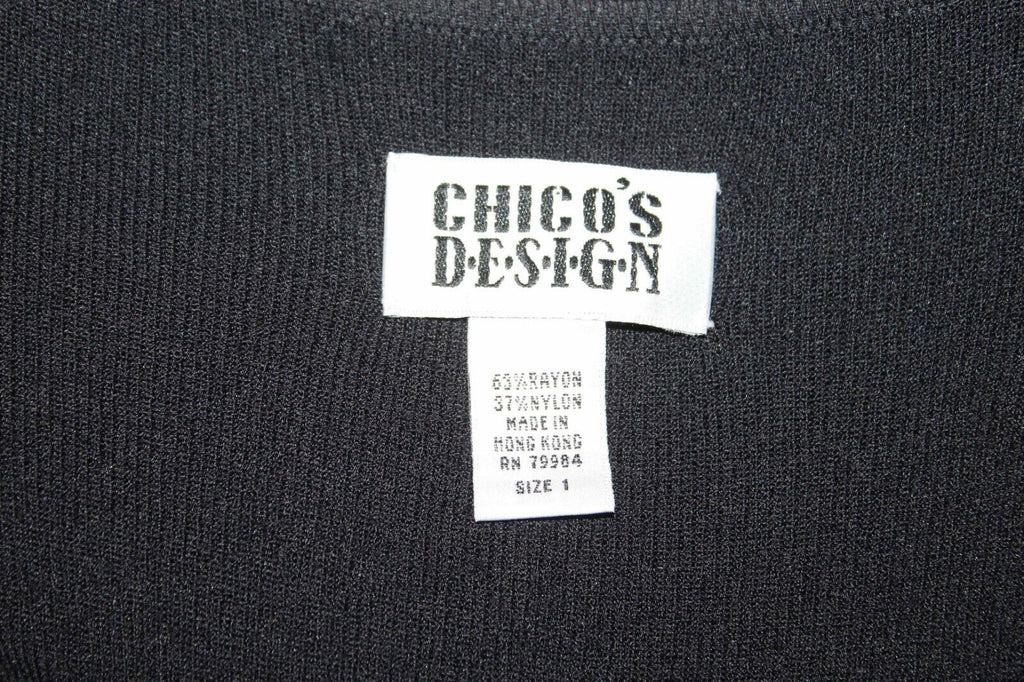 CHICO'S
D·E·S·I·G·N
63%RAYON
37%NYLON
MADE IN
HONG KONG
RN 79984
SIZE 1